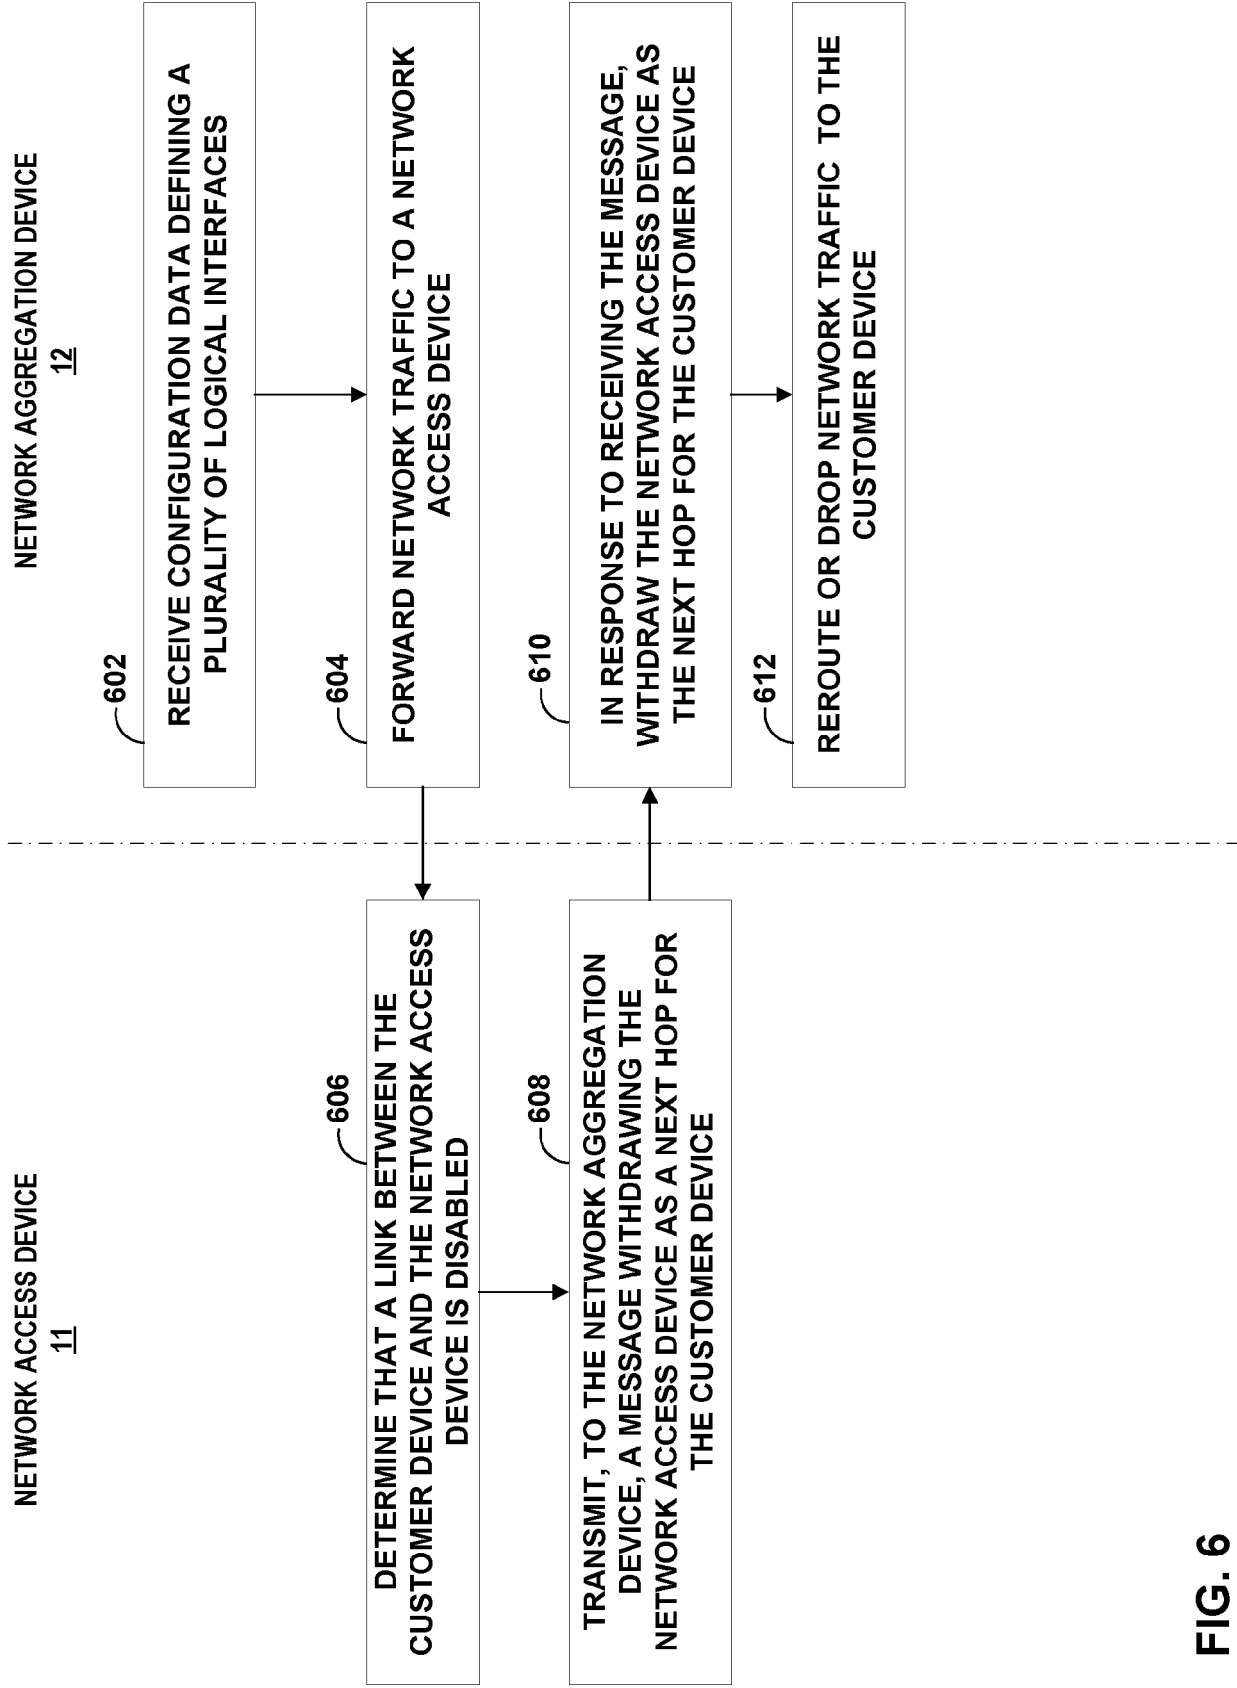 NETWORK ACCESS DEVICE
11
NETWORK AGGREGATION DEVICE
12
602
RECEIVE CONFIGURATION DATA DEFINING A
PLURALITY OF LOGICAL INTERFACES
604
FORWARD NETWORK TRAFFIC TO A NETWORK
ACCESS DEVICE
606
DETERMINE THAT A LINK BETWEEN THE
CUSTOMER DEVICE AND THE NETWORK ACCESS
DEVICE IS DISABLED
608
TRANSMIT, TO THE NETWORK AGGREGATION
DEVICE, A MESSAGE WITHDRAWING THE
NETWORK ACCESS DEVICE AS A NEXT HOP FOR
THE CUSTOMER DEVICE
610
IN RESPONSE TO RECEIVING THE MESSAGE,
WITHDRAW THE NETWORK ACCESS DEVICE AS
THE NEXT HOP FOR THE CUSTOMER DEVICE
612
REROUTE OR DROP NETWORK TRAFFIC TO THE
CUSTOMER DEVICE
FIG. 6